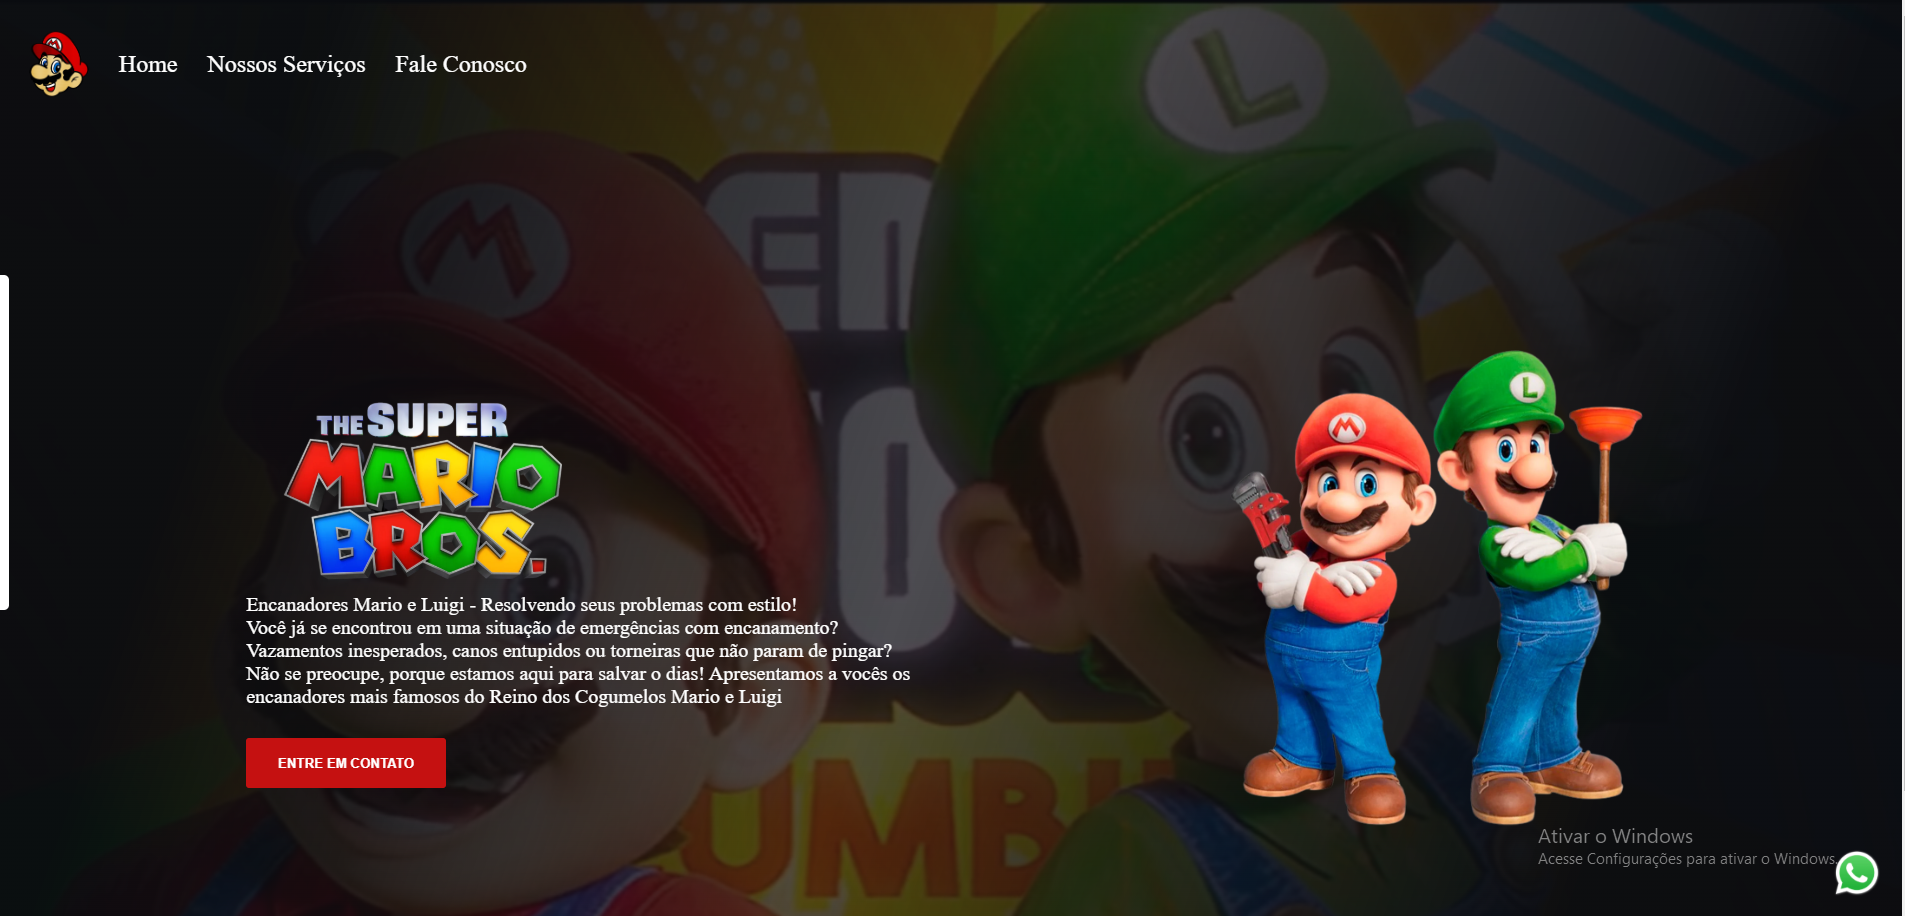 Home Nossos Serviços Fale Conosco
M
L
M
L
THE SUPER
MARIO
BROS.
Encanadores Mario e Luigi - Resolvendo seus problemas com estilo!
Você já se encontrou em uma situação de emergências com encanamento?
Vazamentos inesperados, canos entupidos ou torneiras que não param de pingar?
Não se preocupe, porque estamos aqui para salvar o dias! Apresentamos a vocês os
encanadores mais famosos do Reino dos Cogumelos Mario e Luigi
ENTRE EM CONTATO
Ativar o Windows
Acesse Configurações para ativar o Windows.